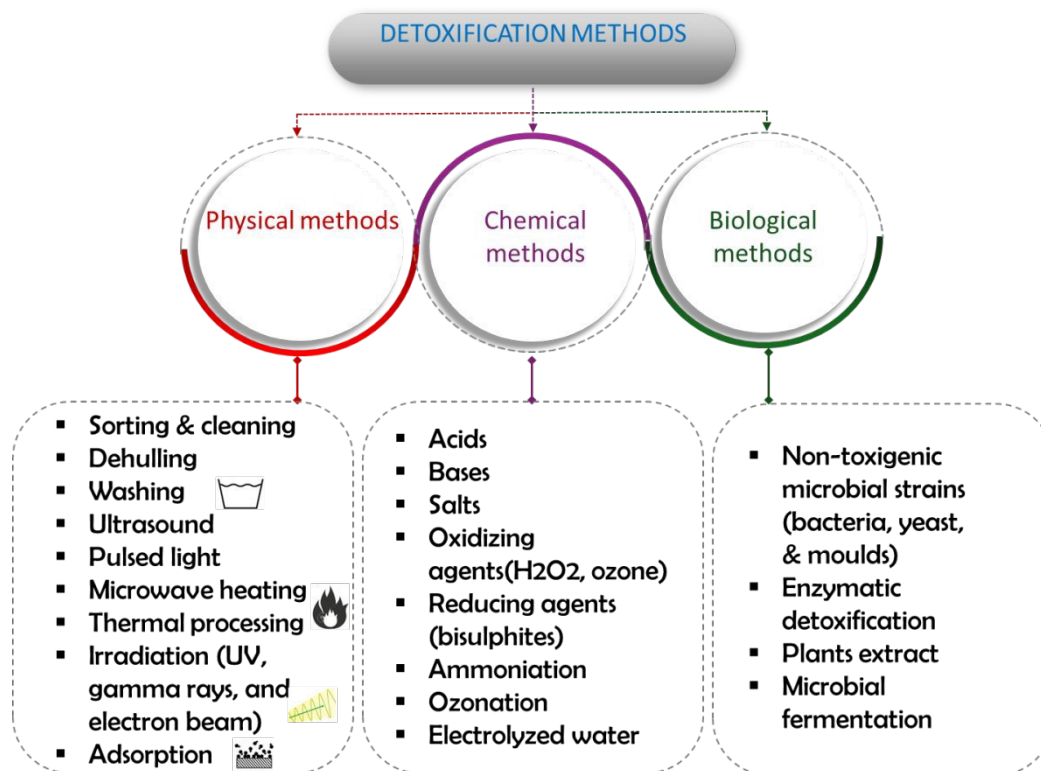 DETOXIFICATION METHODS
Physical methods
Chemical
methods
Biological
methods
▪ Sorting & cleaning
▪ Dehulling
▪ Washing
▪ Ultrasound
▪ Pulsed light
▪ Microwave heating
▪ Thermal processing
▪ Irradiation (UV,
gamma rays, and
electron beam)
▪ Adsorption
▪ Acids
▪ Bases
▪ Salts
▪ Oxidizing
agents(H2O2, ozone)
▪ Reducing agents
(bisulphites)
▪ Ammoniation
▪ Ozonation
▪ Electrolyzed water
▪ Non-toxigenic
microbial strains
(bacteria, yeast,
& moulds)
▪ Enzymatic
detoxification
▪ Plants extract
▪ Microbial
fermentation